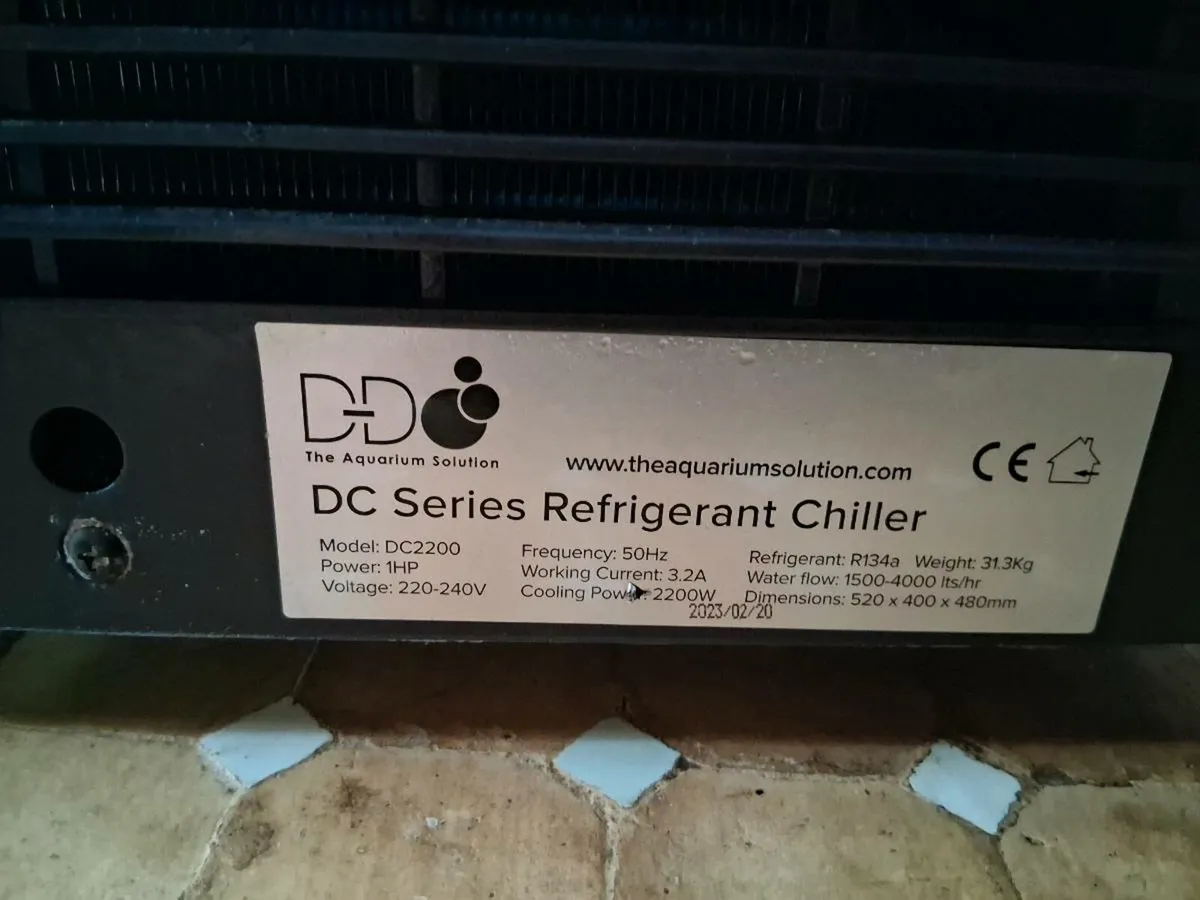 D-D
The Aquarium Solution
www.theaquariumsolution.com
CE
DC Series Refrigerant Chiller
Model: DC2200
Power: 1HP
Voltage: 220-240V
Frequency: 50Hz
Working Current: 3.2A
Cooling Power: 2200W
Refrigerant: R134a Weight: 31.3Kg
Water flow: 1500-4000 lts/hr
Dimensions: 520 x 400 x 480mm
2023/02/20